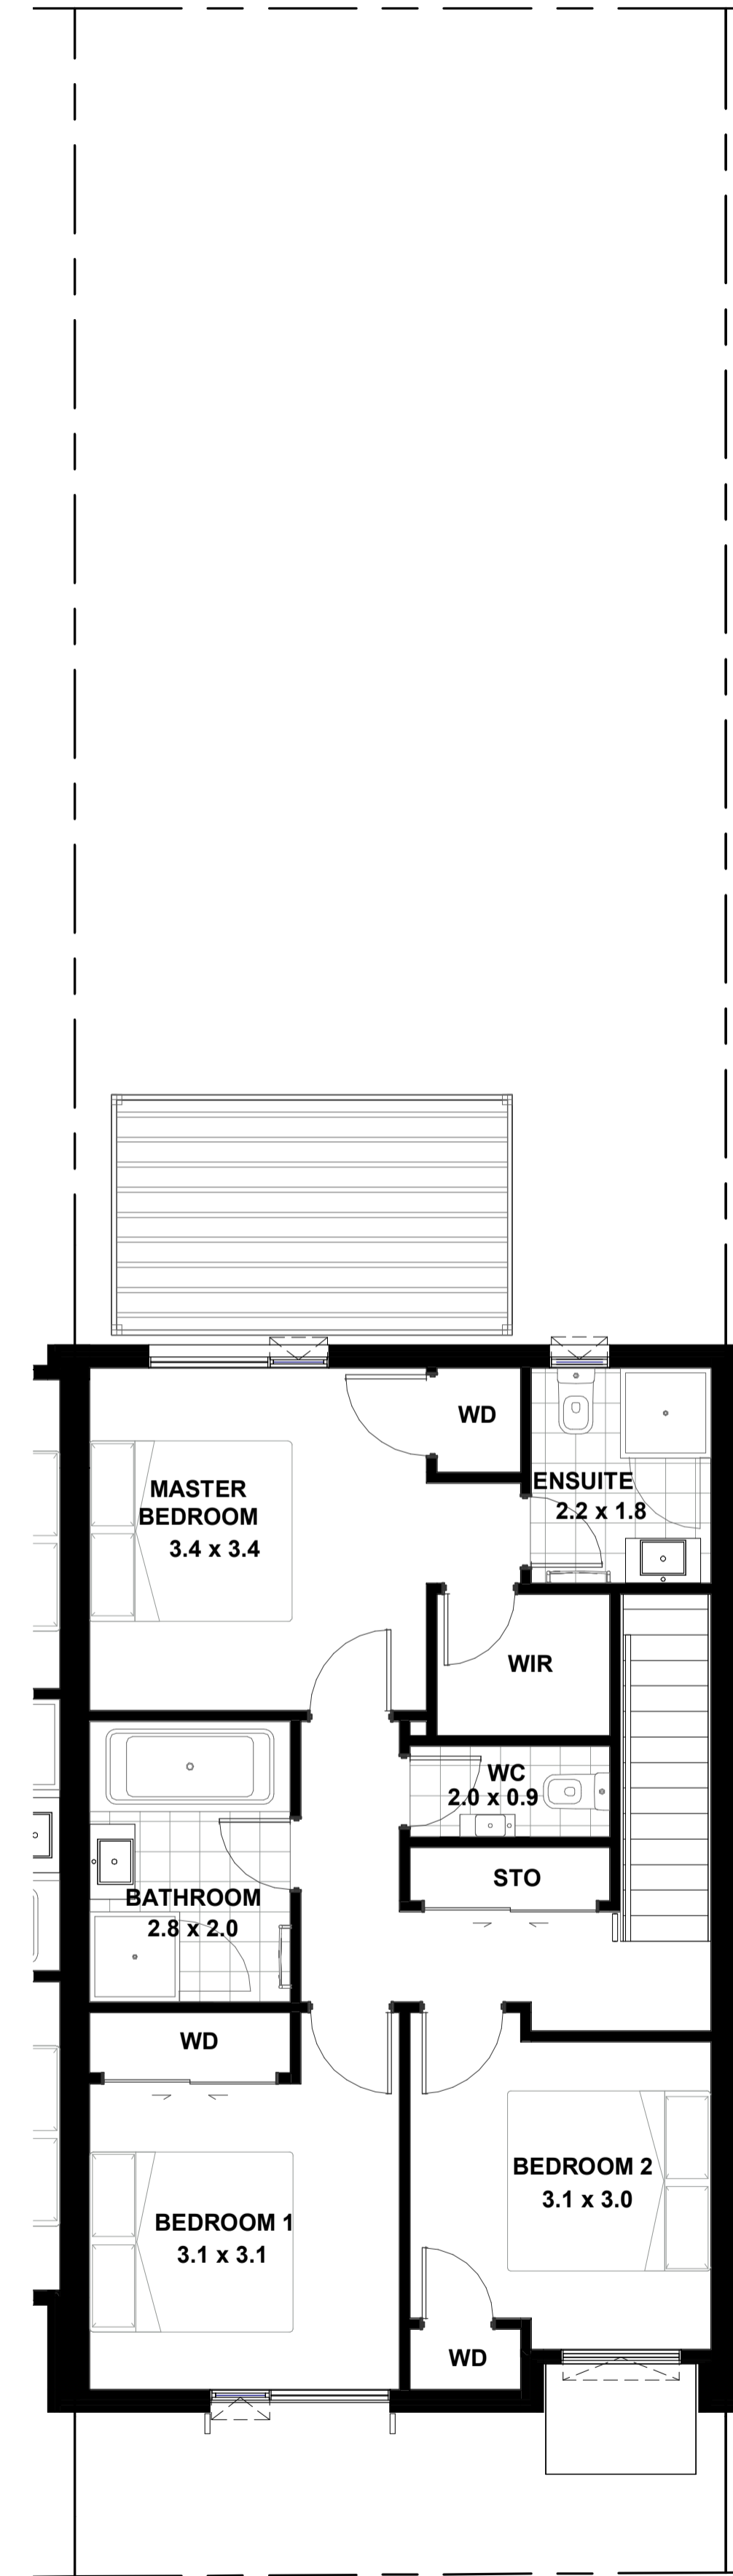 WD
MASTER
BEDROOM
3.4 x 3.4
ENSUITE
2.2 x 1.8
WIR
WC
2.0 x 0.9
STO
BATHROOM
2.8 x 2.0
WD
BEDROOM 2
3.1 x 3.0
BEDROOM 1
3.1 x 3.1
WD